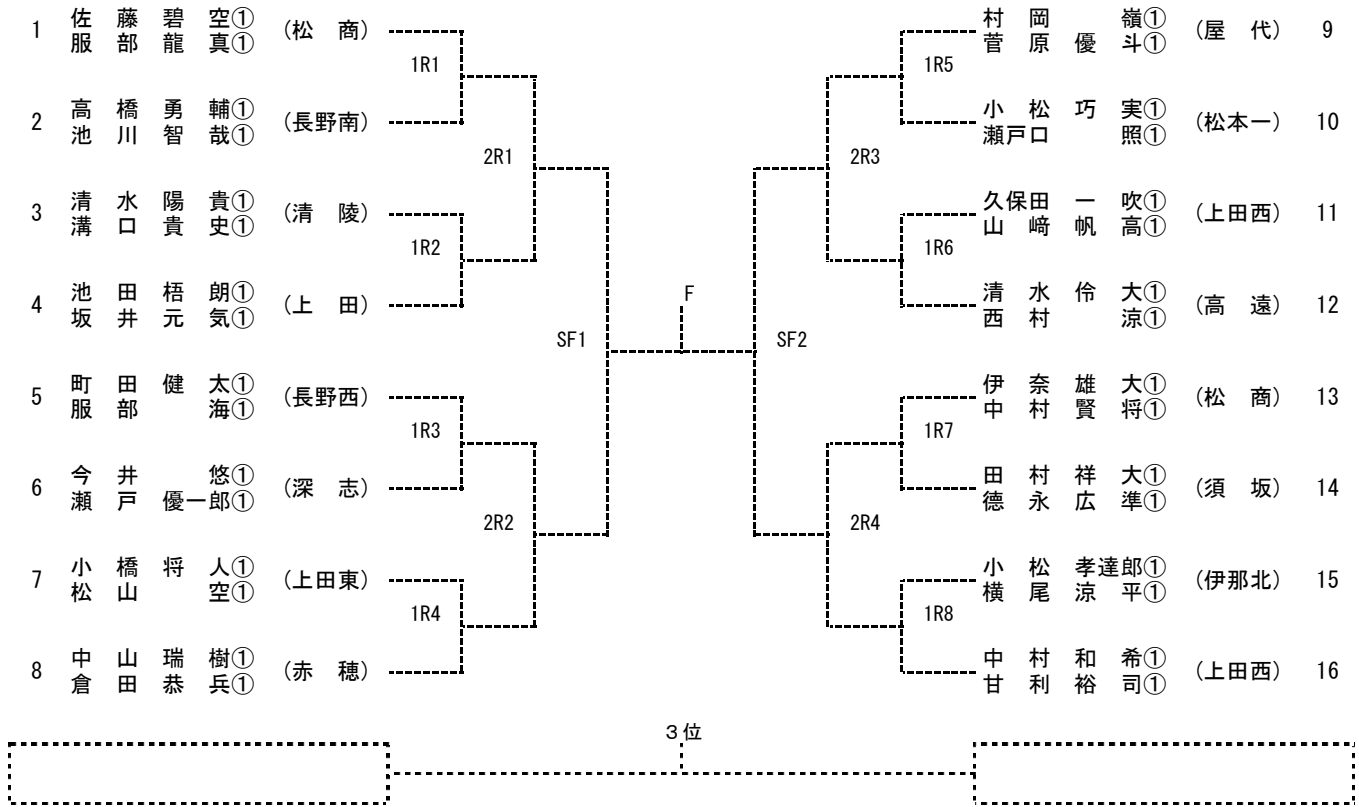 1 佐藤碧空① (松商)
服部龍真①
1R1
2 高橋勇輔① (長野南)
池川智哉①
2R1
3 清水陽貴① (清陵)
溝口貴史①
1R2
4 池田梧朗① (上田)
坂井元気①
SF1
5 町田健太① (長野西)
服部海①
1R3
6 今井悠① (深志)
瀬戸優一郎①
2R2
7 小橋将人① (上田東)
松山空①
1R4
8 中山瑞樹① (赤穂)
倉田恭兵①
F
村岡嶺① (屋代) 9
菅原優斗①
1R5
小松巧実① (松本一) 10
瀬戸口照①
2R3
久保田一吹① (上田西) 11
山﨑帆高①
1R6
清水伶大① (高遠) 12
西村涼①
SF2
伊奈雄大① (松商) 13
中村賢将①
1R7
田村祥大① (須坂) 14
德永広準①
2R4
小松孝達郎① (伊那北) 15
横尾涼平①
1R8
中村和希① (上田西) 16
甘利裕司①
３位